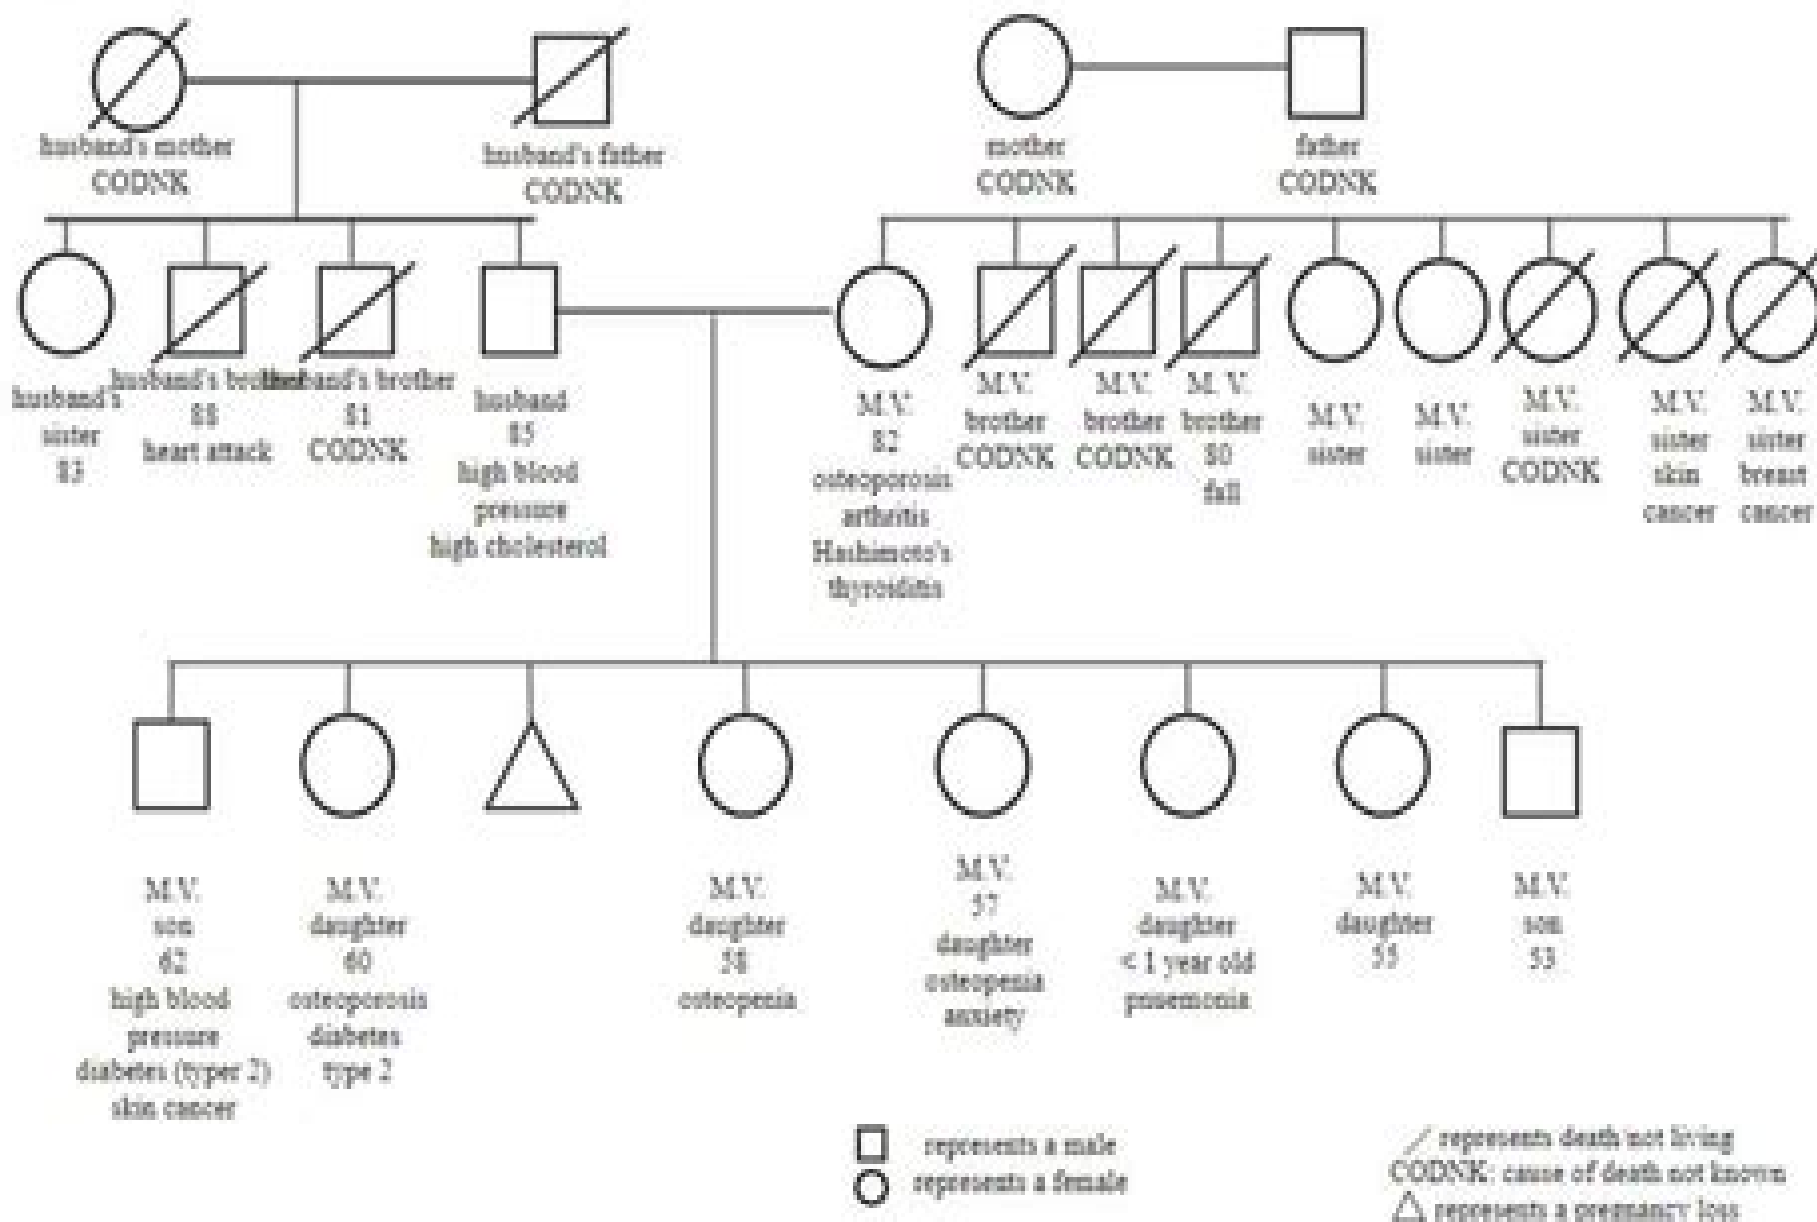 husband's mother
CODNK
husband's father
CODNK
mother
CODNK
father
CODNK
husband's
sister
83
husband's brother
88
heart attack
husband's brother
81
CODNK
husband
85
high blood
pressure
high cholesterol
M.V.
82
osteoporosis
arthritis
Hashimoto's
thyroiditis
M.V.
brother
CODNK
M.V.
brother
CODNK
M.V.
brother
80
fall
M.V.
sister
M.V.
sister
M.V.
sister
CODNK
M.V.
sister
skin
cancer
M.V.
sister
breast
cancer
M.V.
son
62
high blood
pressure
diabetes (typer 2)
skin cancer
M.V.
daughter
60
osteoporosis
diabetes
type 2
M.V.
daughter
58
osteopenia
M.V.
57
daughter
osteopenia
anxiety
M.V.
daughter
< 1 year old
pnuemonia
M.V.
daughter
55
M.V.
son
53
represents a male
represents a female
/ represents death/not living
CODNK: cause of death not known
represents a pregnancy loss